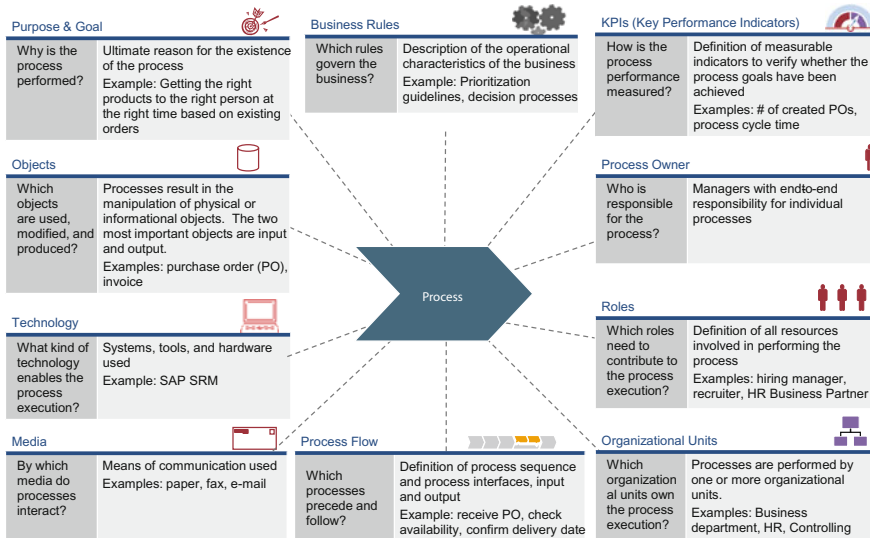 Purpose & Goal
Why is the
process
performed?
Ultimate reason for the existence
of the process
Example: Getting the right
products to the right person at
the right time based on existing
orders
Business Rules
Which rules
govern the
business?
Description of the operational
characteristics of the business
Example: Prioritization
guidelines, decision processes
KPIs (Key Performance Indicators)
How is the
process
performance
measured?
Definition of measurable
indicators to verify whether the
process goals have been
achieved
Examples: # of created POs,
process cycle time
Objects
Which
objects
are used,
modified, and
produced?
Processes result in the
manipulation of physical or
informational objects. The two
most important objects are input
and output.
Examples: purchase order (PO),
invoice
Process Owner
Who is
responsible
for the
process?
Managers with end-to-end
responsibility for individual
processes
Process
Technology
What kind of
technology
enables the
process
execution?
Systems, tools, and hardware
used
Example: SAP SRM
Roles
Which roles
need to
contribute to
the process
execution?
Definition of all resources
involved in performing the
process
Examples: hiring manager,
recruiter, HR Business Partner
Media
By which
media do
processes
interact?
Means of communication used
Examples: paper, fax, e-mail
Process Flow
Which
processes
precede and
follow?
Definition of process sequence
and process interfaces, input
and output
Example: receive PO, check
availability, confirm delivery date
Organizational Units
Which
organization
al units own
the process
execution?
Processes are performed by
one or more organizational
units.
Examples: Business
department, HR, Controlling